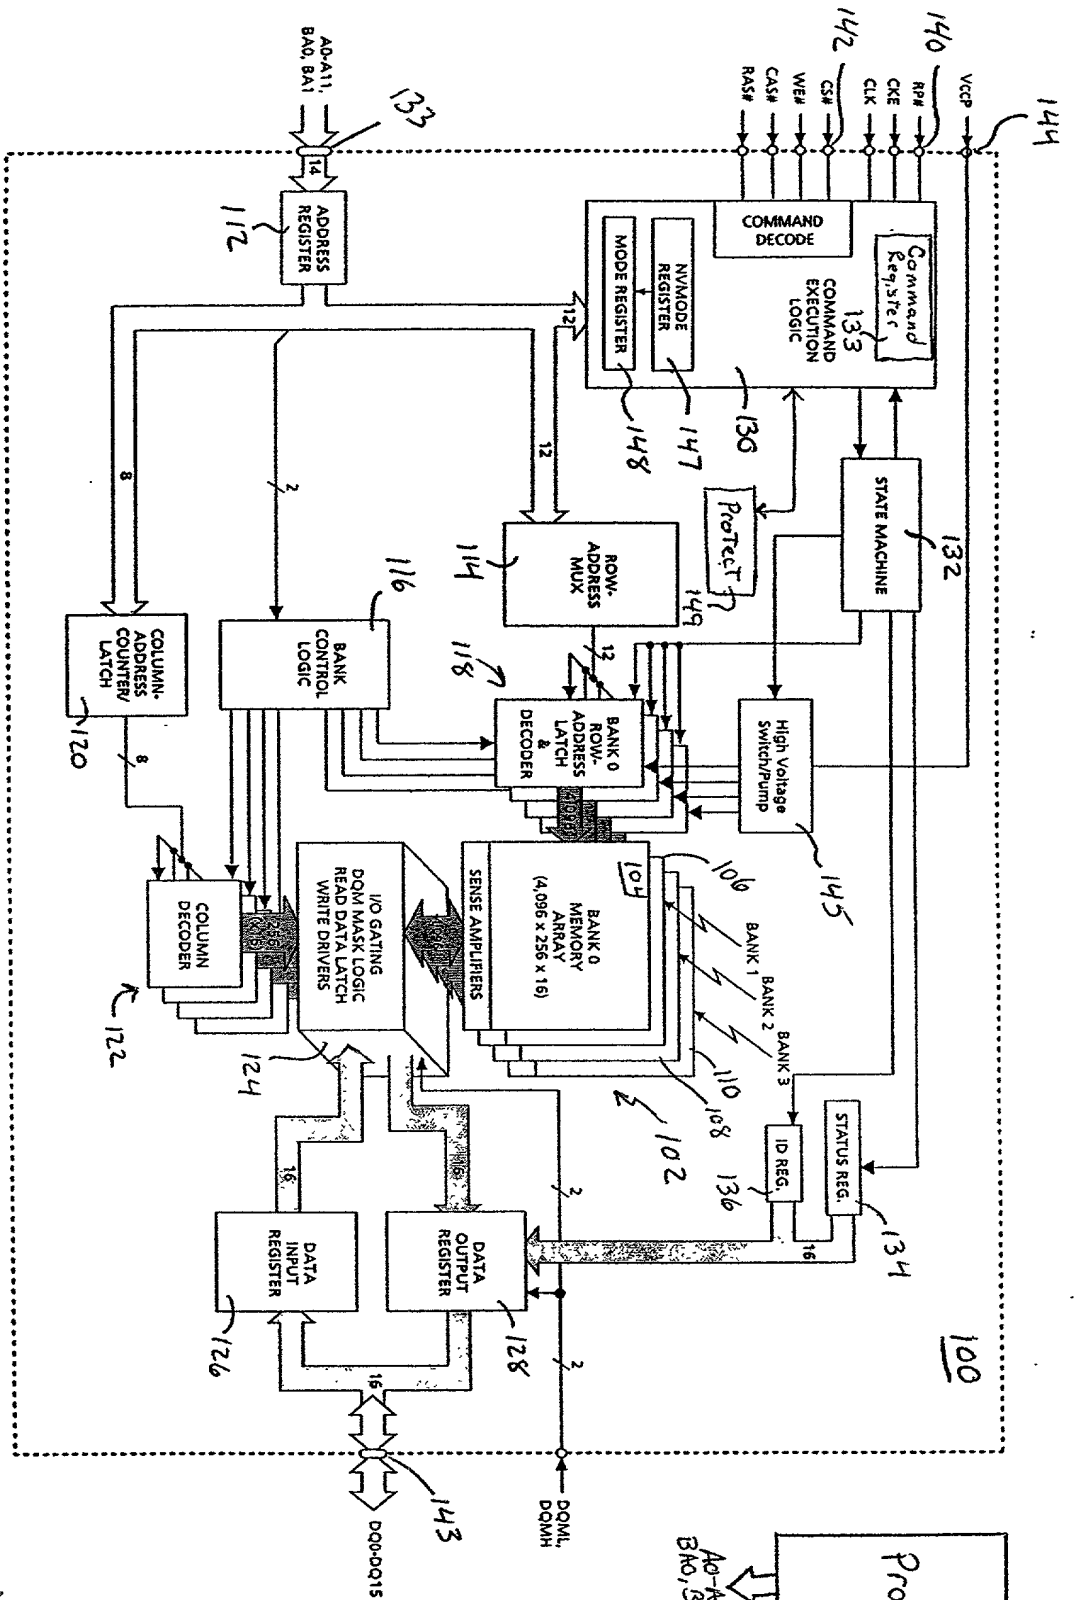 144
140
142
VCCP
RP#
CKE
CLK
CS#
WE#
CAS#
RAS#
133
A0-A11,
BA0, BA1
14
ADDRESS
REGISTER
112
Command
Register
133
COMMAND
EXECUTION
LOGIC
COMMAND
DECODE
NVMODE
REGISTER
MODE REGISTER
130
147
148
12
12
2
8
STATE MACHINE
132
Protect
149
ROW-
ADDRESS
MUX
114
12
116
BANK
CONTROL
LOGIC
COLUMN-
ADDRESS
COUNTER/
LATCH
120
8
High Voltage
Switch/Pump
145
118
BANK 0
ROW-
ADDRESS
LATCH
&
DECODER
104
106
BANK 0
MEMORY
ARRAY
(4,096 x 256 x 16)
SENSE AMPLIFIERS
BANK 1
BANK 2
BANK 3
110
108
102
I/O GATING
DQM MASK LOGIC
READ DATA LATCH
WRITE DRIVERS
124
COLUMN
DECODER
122
STATUS REG.
134
ID REG.
136
16
16
16
2
DATA
OUTPUT
REGISTER
128
DATA
INPUT
REGISTER
126
2
16
100
DQML,
DQMH
143
DQ0-DQ15
Pro
A0-A
BA0, B